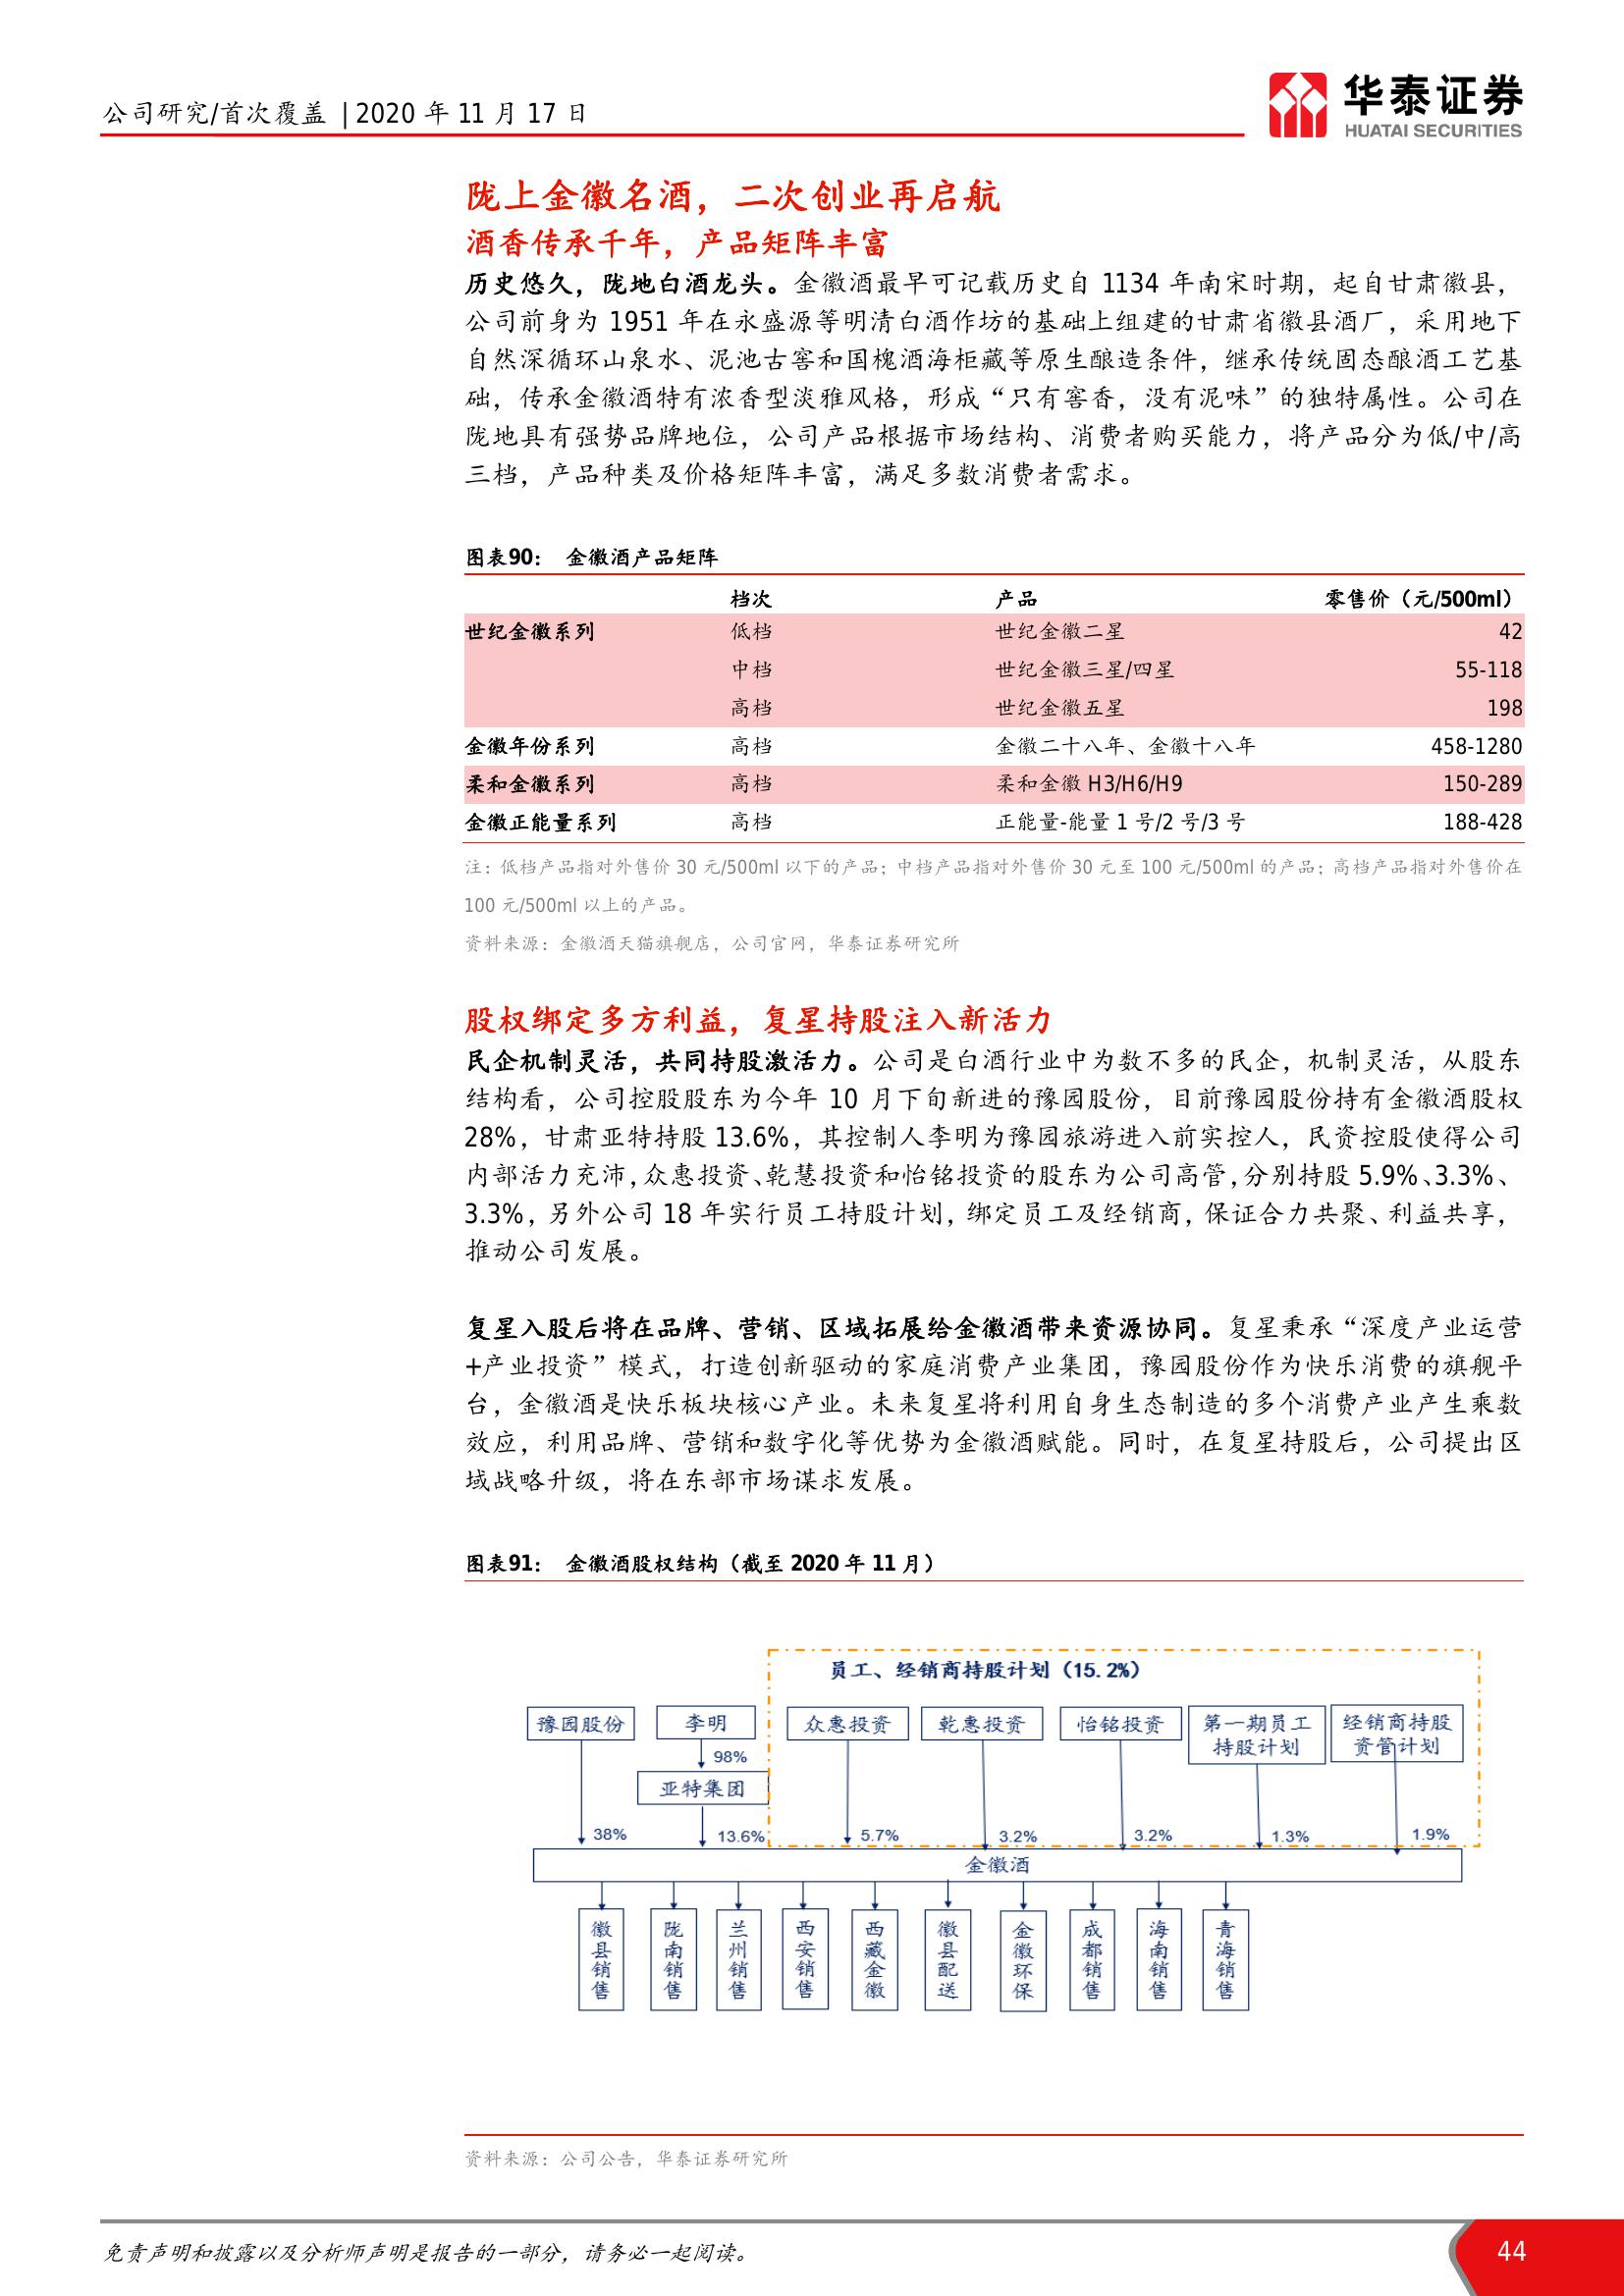 公司研究/首次覆盖 | 2020 年 11 月 17 日
华泰证券
HUATAI SECURITIES
陇上金徽名酒，二次创业再启航
酒香传承千年，产品矩阵丰富
历史悠久，陇地白酒龙头。金徽酒最早可记载历史自 1134 年南宋时期，起自甘肃徽县，
公司前身为 1951 年在永盛源等明清白酒作坊的基础上组建的甘肃省徽县酒厂，采用地下
自然深循环山泉水、泥池古窖和国槐酒海柜藏等原生酿造条件，继承传统固态酿酒工艺基
础，传承金徽酒特有浓香型淡雅风格，形成“只有窖香，没有泥味”的独特属性。公司在
陇地具有强势品牌地位，公司产品根据市场结构、消费者购买能力，将产品分为低/中/高
三档，产品种类及价格矩阵丰富，满足多数消费者需求。
图表90： 金徽酒产品矩阵
档次 产品 零售价（元/500ml）
世纪金徽系列 低档 世纪金徽二星 42
中档 世纪金徽三星/四星 55-118
高档 世纪金徽五星 198
金徽年份系列 高档 金徽二十八年、金徽十八年 458-1280
柔和金徽系列 高档 柔和金徽 H3/H6/H9 150-289
金徽正能量系列 高档 正能量-能量 1 号/2 号/3 号 188-428
注：低档产品指对外售价 30 元/500ml 以下的产品；中档产品指对外售价 30 元至 100 元/500ml 的产品；高档产品指对外售价在
100 元/500ml 以上的产品。
资料来源：金徽酒天猫旗舰店，公司官网，华泰证券研究所
股权绑定多方利益，复星持股注入新活力
民企机制灵活，共同持股激活力。公司是白酒行业中为数不多的民企，机制灵活，从股东
结构看，公司控股股东为今年 10 月下旬新进的豫园股份，目前豫园股份持有金徽酒股权
28%，甘肃亚特持股 13.6%，其控制人李明为豫园旅游进入前实控人，民资控股使得公司
内部活力充沛，众惠投资、乾慧投资和怡铭投资的股东为公司高管，分别持股 5.9%、3.3%、
3.3%，另外公司 18 年实行员工持股计划，绑定员工及经销商，保证合力共聚、利益共享，
推动公司发展。
复星入股后将在品牌、营销、区域拓展给金徽酒带来资源协同。复星秉承“深度产业运营
+产业投资”模式，打造创新驱动的家庭消费产业集团，豫园股份作为快乐消费的旗舰平
台，金徽酒是快乐板块核心产业。未来复星将利用自身生态制造的多个消费产业产生乘数
效应，利用品牌、营销和数字化等优势为金徽酒赋能。同时，在复星持股后，公司提出区
域战略升级，将在东部市场谋求发展。
图表91： 金徽酒股权结构（截至 2020 年 11 月）
员工、经销商持股计划（15.2%）
豫园股份 李明 众惠投资 乾惠投资 怡铭投资 第一期员工 经销商持股
持股计划 资管计划
98%
亚特集团
38% 13.6% 5.7% 3.2% 3.2% 1.3% 1.9%
金徽酒
徽县销售 陇南销售 兰州销售 西安销售 西藏金徽 徽县配送 金徽环保 成都销售 海南销售 青海销售
资料来源：公司公告，华泰证券研究所
免责声明和披露以及分析师声明是报告的一部分，请务必一起阅读。 44